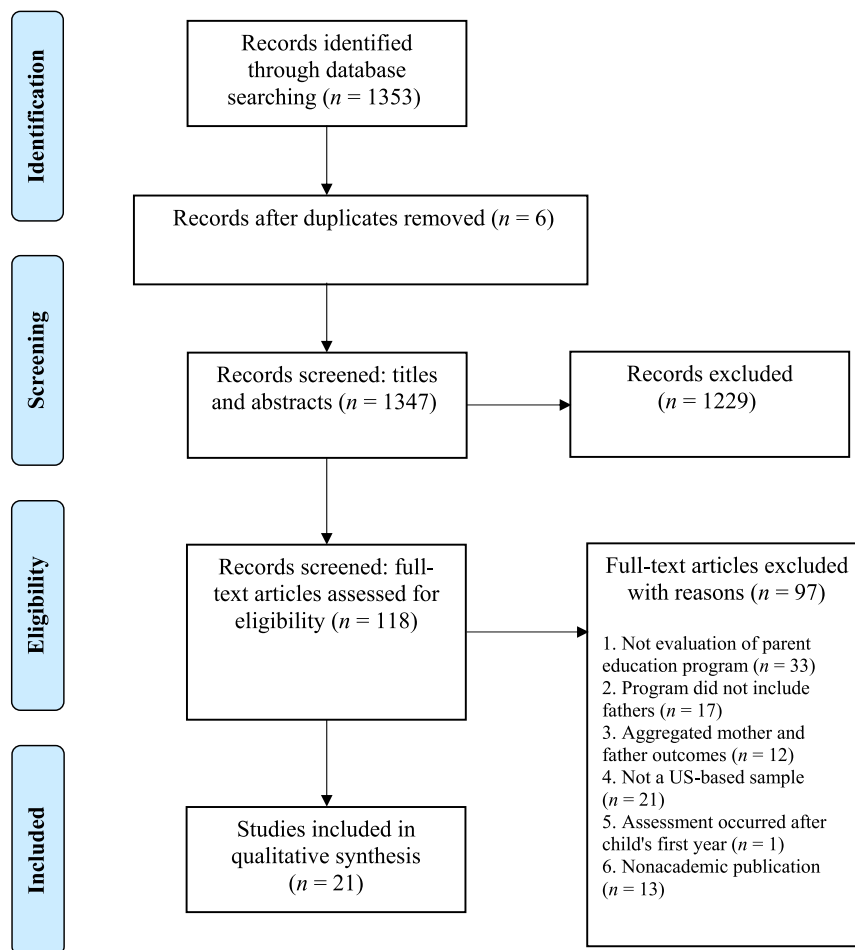 Identification
Records identified
through database
searching (n = 1353)
Records after duplicates removed (n = 6)
Screening
Records screened: titles
and abstracts (n = 1347)
Records excluded
(n = 1229)
Eligibility
Records screened: full-
text articles assessed for
eligibility (n = 118)
Full-text articles excluded
with reasons (n = 97)
1. Not evaluation of parent
education program (n = 33)
2. Program did not include
fathers (n = 17)
3. Aggregated mother and
father outcomes (n = 12)
4. Not a US-based sample
(n = 21)
5. Assessment occurred after
child's first year (n = 1)
6. Nonacademic publication
(n = 13)
Included
Studies included in
qualitative synthesis
(n = 21)